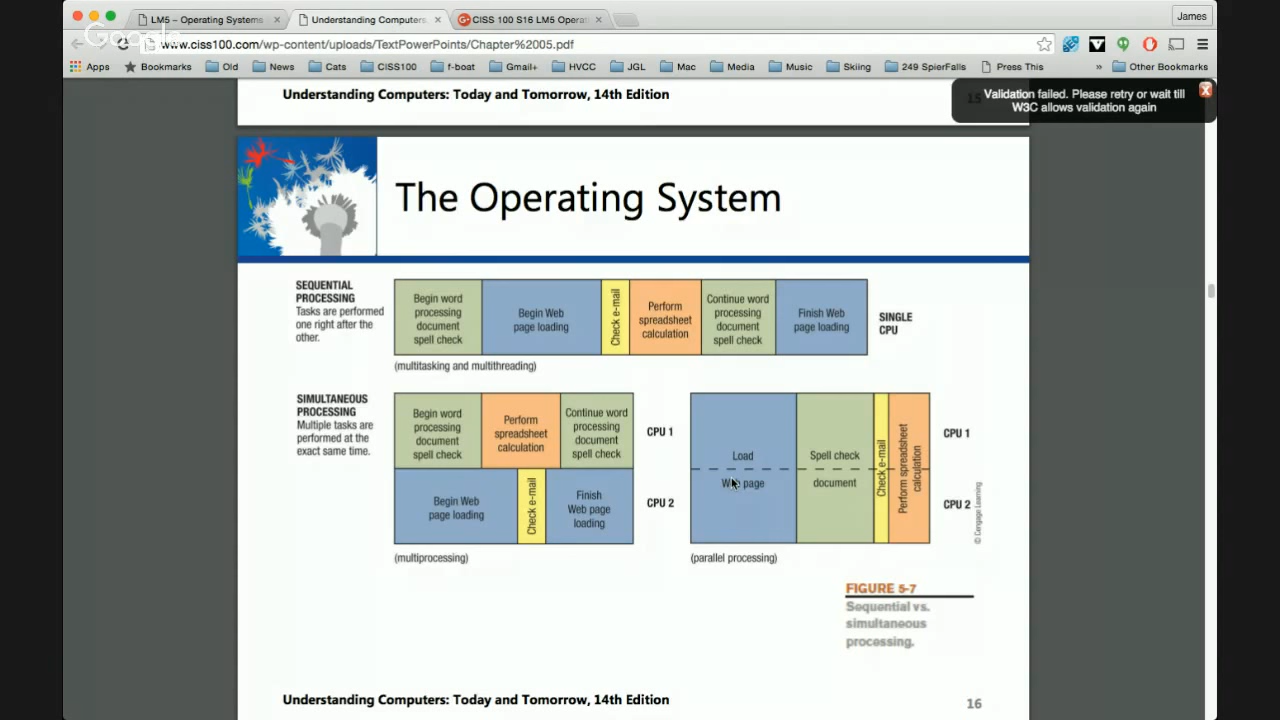 LM5 – Operating Systems
Understanding Computers:
CISS 100 S16 LM5 Operat
James
Google
www.ciss100.com/wp-content/uploads/TextPowerPoints/Chapter%2005.pdf
Apps
Bookmarks
Old
News
Cats
CISS100
f-boat
Gmail+
HVCC
JGL
Mac
Media
Music
Skiing
249 SpierFalls
Press This
»
Other Bookmarks
Understanding Computers: Today and Tomorrow, 14th Edition
15
Validation failed. Please retry or wait till
W3C allows validation again
The Operating System
SEQUENTIAL
PROCESSING
Tasks are performed
one right after the
other.
Begin word
processing
document
spell check
Begin Web
page loading
Check e-mail
Perform
spreadsheet
calculation
Continue word
processing
document
spell check
Finish Web
page loading
SINGLE
CPU
(multitasking and multithreading)
SIMULTANEOUS
PROCESSING
Multiple tasks are
performed at the
exact same time.
Begin word
processing
document
spell check
Perform
spreadsheet
calculation
Continue word
processing
document
spell check
CPU 1
Begin Web
page loading
Check e-mail
Finish
Web page
loading
CPU 2
(multiprocessing)
Load
Web page
Spell check
document
Check e-mail
Perform spreadsheet
calculation
CPU 1
CPU 2
© Cengage Learning
(parallel processing)
FIGURE 5-7
Sequential vs.
simultaneous
processing.
Understanding Computers: Today and Tomorrow, 14th Edition
16